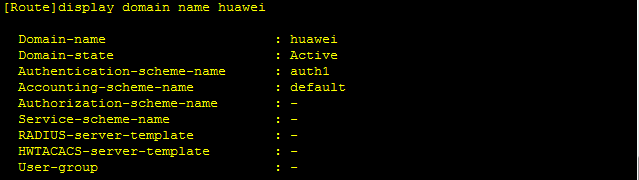 [Route]display domain name huawei
Domain-name : huawei
Domain-state : Active
Authentication-scheme-name : auth1
Accounting-scheme-name : default
Authorization-scheme-name : -
Service-scheme-name : -
RADIUS-server-template : -
HWTACACS-server-template : -
User-group : -